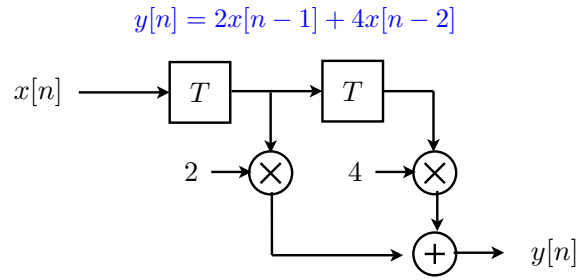 y[n] = 2x[n − 1] + 4x[n − 2]
x[n] T T
2 × 4 ×
+ y[n]